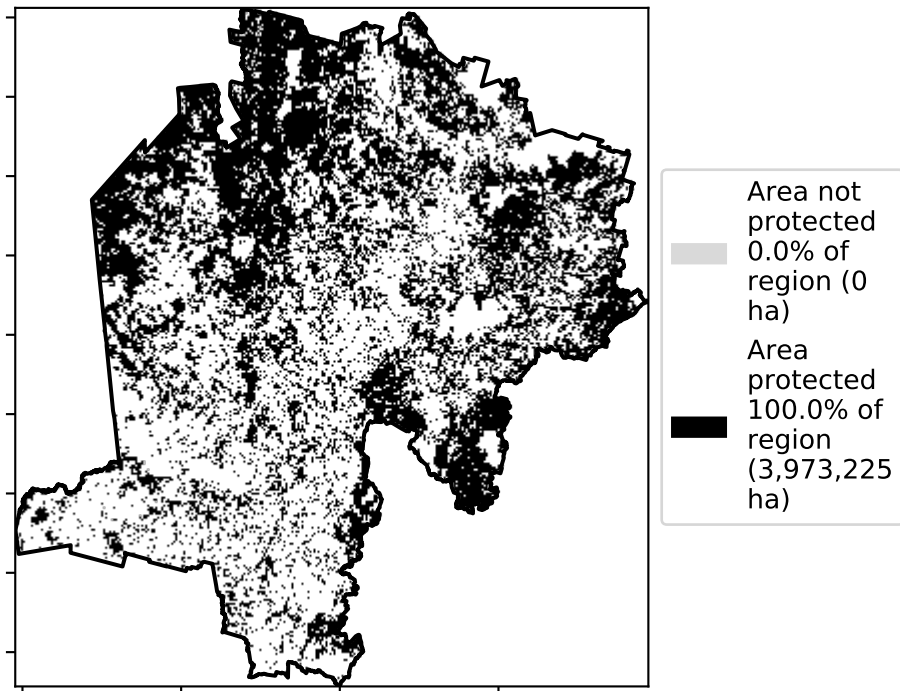 Area not
protected
0.0% of
region (0
ha)
Area
protected
100.0% of
region
(3,973,225
ha)